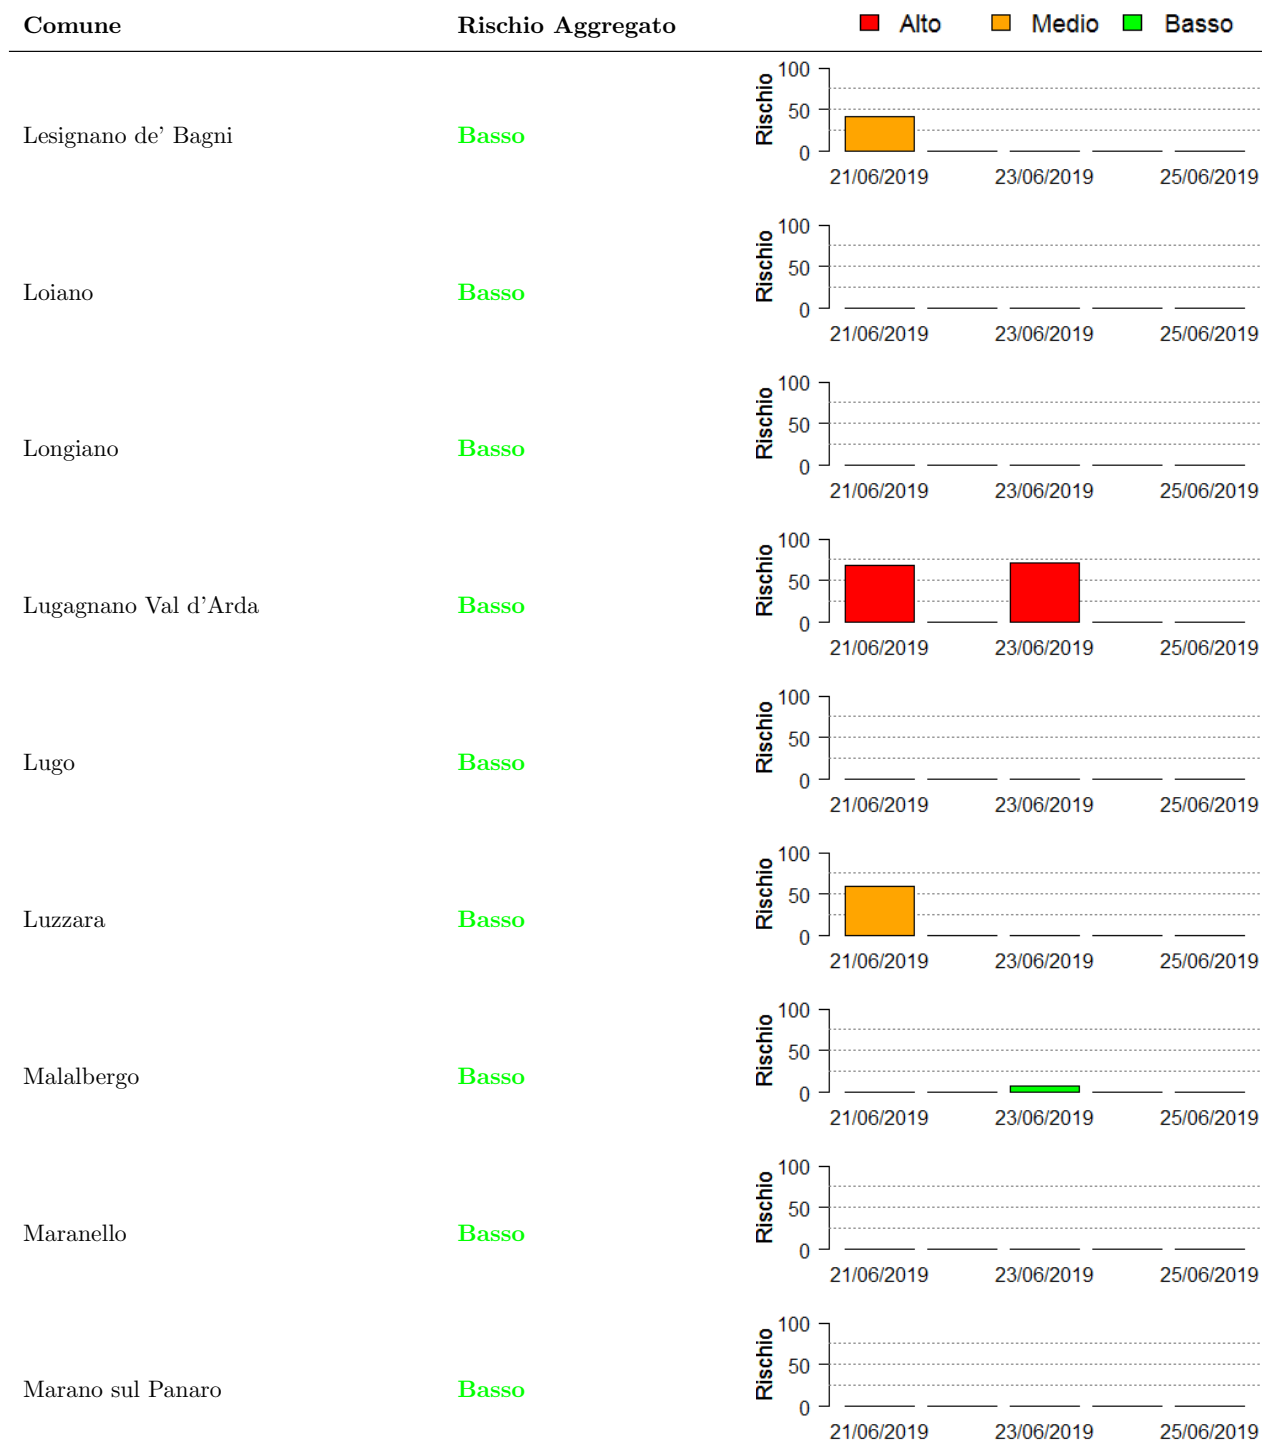 Comune Rischio Aggregato Alto Medio Basso
Lesignano de' Bagni Basso Rischio 100 50 0
21/06/2019 23/06/2019 25/06/2019
Loiano Basso Rischio 100 50 0
21/06/2019 23/06/2019 25/06/2019
Longiano Basso Rischio 100 50 0
21/06/2019 23/06/2019 25/06/2019
Lugagnano Val d'Arda Basso Rischio 100 50 0
21/06/2019 23/06/2019 25/06/2019
Lugo Basso Rischio 100 50 0
21/06/2019 23/06/2019 25/06/2019
Luzzara Basso Rischio 100 50 0
21/06/2019 23/06/2019 25/06/2019
Malalbergo Basso Rischio 100 50 0
21/06/2019 23/06/2019 25/06/2019
Maranello Basso Rischio 100 50 0
21/06/2019 23/06/2019 25/06/2019
Marano sul Panaro Basso Rischio 100 50 0
21/06/2019 23/06/2019 25/06/2019